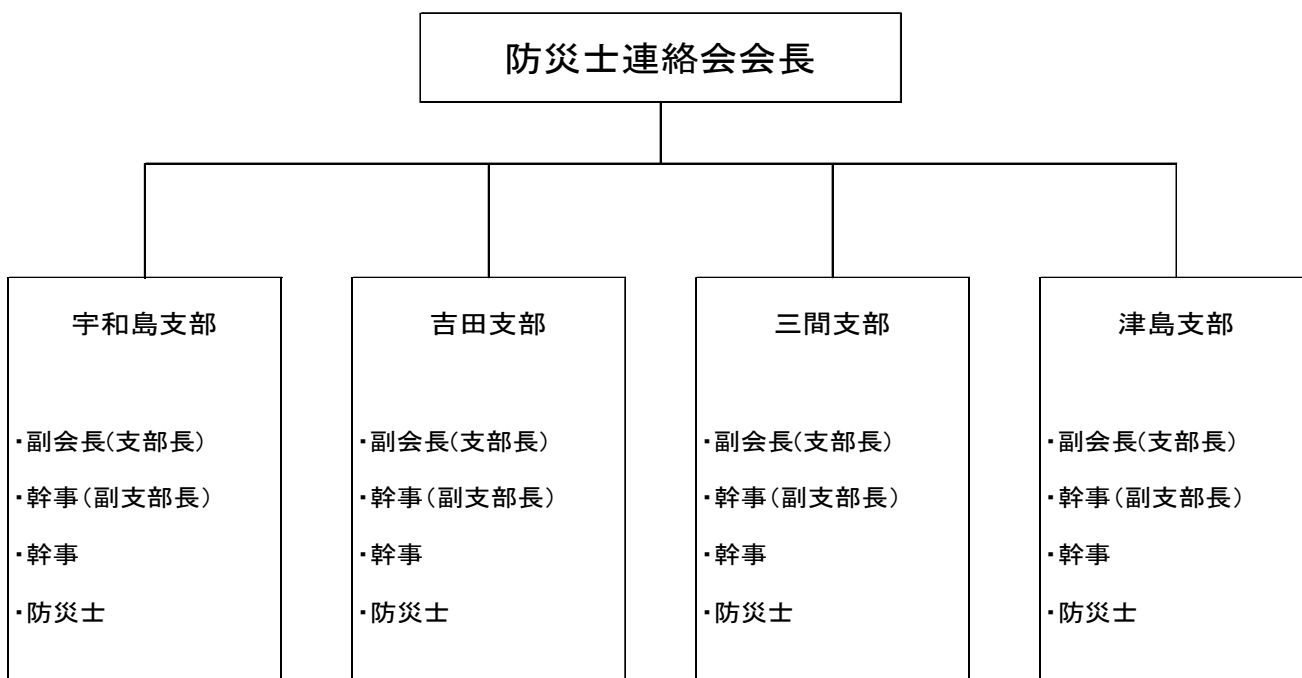 防災士連絡会会長
宇和島支部
・副会長(支部長)
・幹事(副支部長)
・幹事
・防災士
吉田支部
・副会長(支部長)
・幹事(副支部長)
・幹事
・防災士
三間支部
・副会長(支部長)
・幹事(副支部長)
・幹事
・防災士
津島支部
・副会長(支部長)
・幹事(副支部長)
・幹事
・防災士